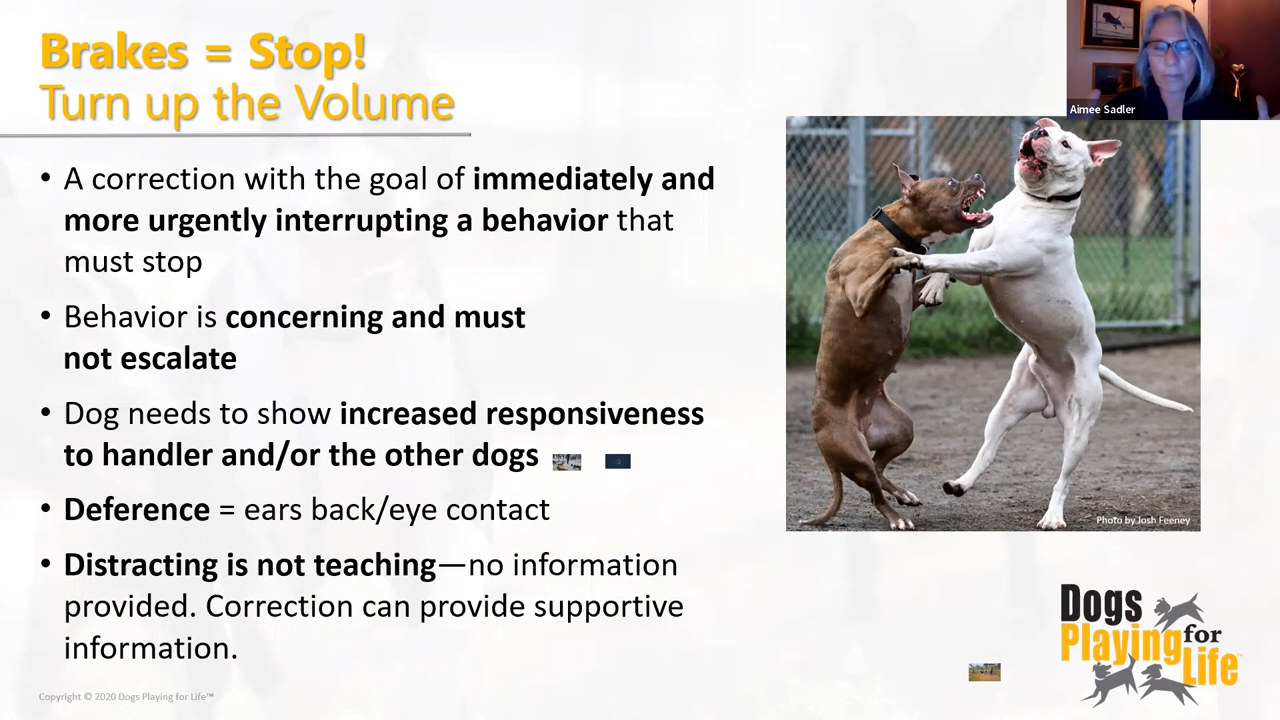 Brakes = Stop!
Turn up the Volume
Aimee Sadler
• A correction with the goal of immediately and
more urgently interrupting a behavior that
must stop
• Behavior is concerning and must
not escalate
• Dog needs to show increased responsiveness
to handler and/or the other dogs
• Deference = ears back/eye contact
• Distracting is not teaching—no information
provided. Correction can provide supportive
information.
Photo by Josh Feeney
Dogs
Playing for
Life™
Copyright © 2020 Dogs Playing for Life™